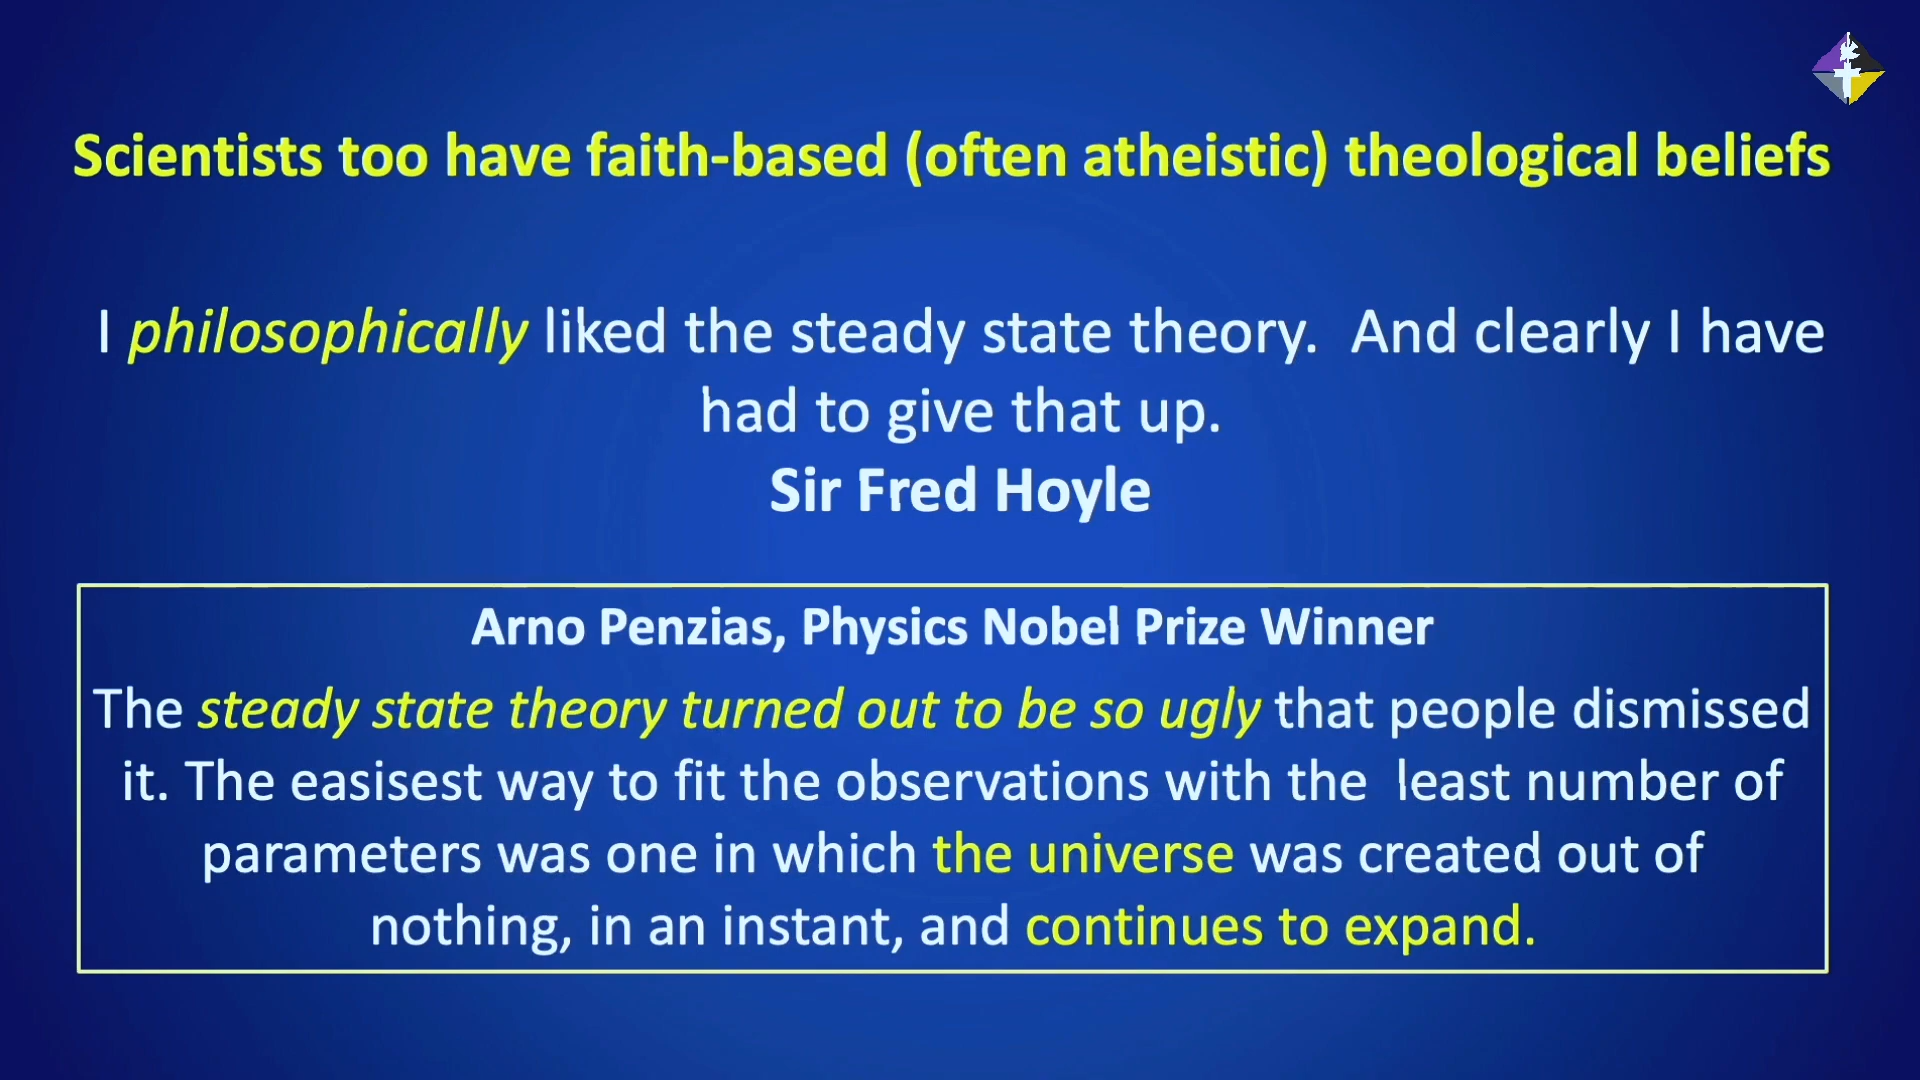 Scientists too have faith-based (often atheistic) theological beliefs
I philosophically liked the steady state theory. And clearly I have
had to give that up.
Sir Fred Hoyle
Arno Penzias, Physics Nobel Prize Winner
The steady state theory turned out to be so ugly that people dismissed
it. The easisest way to fit the observations with the least number of
parameters was one in which the universe was created out of
nothing, in an instant, and continues to expand.